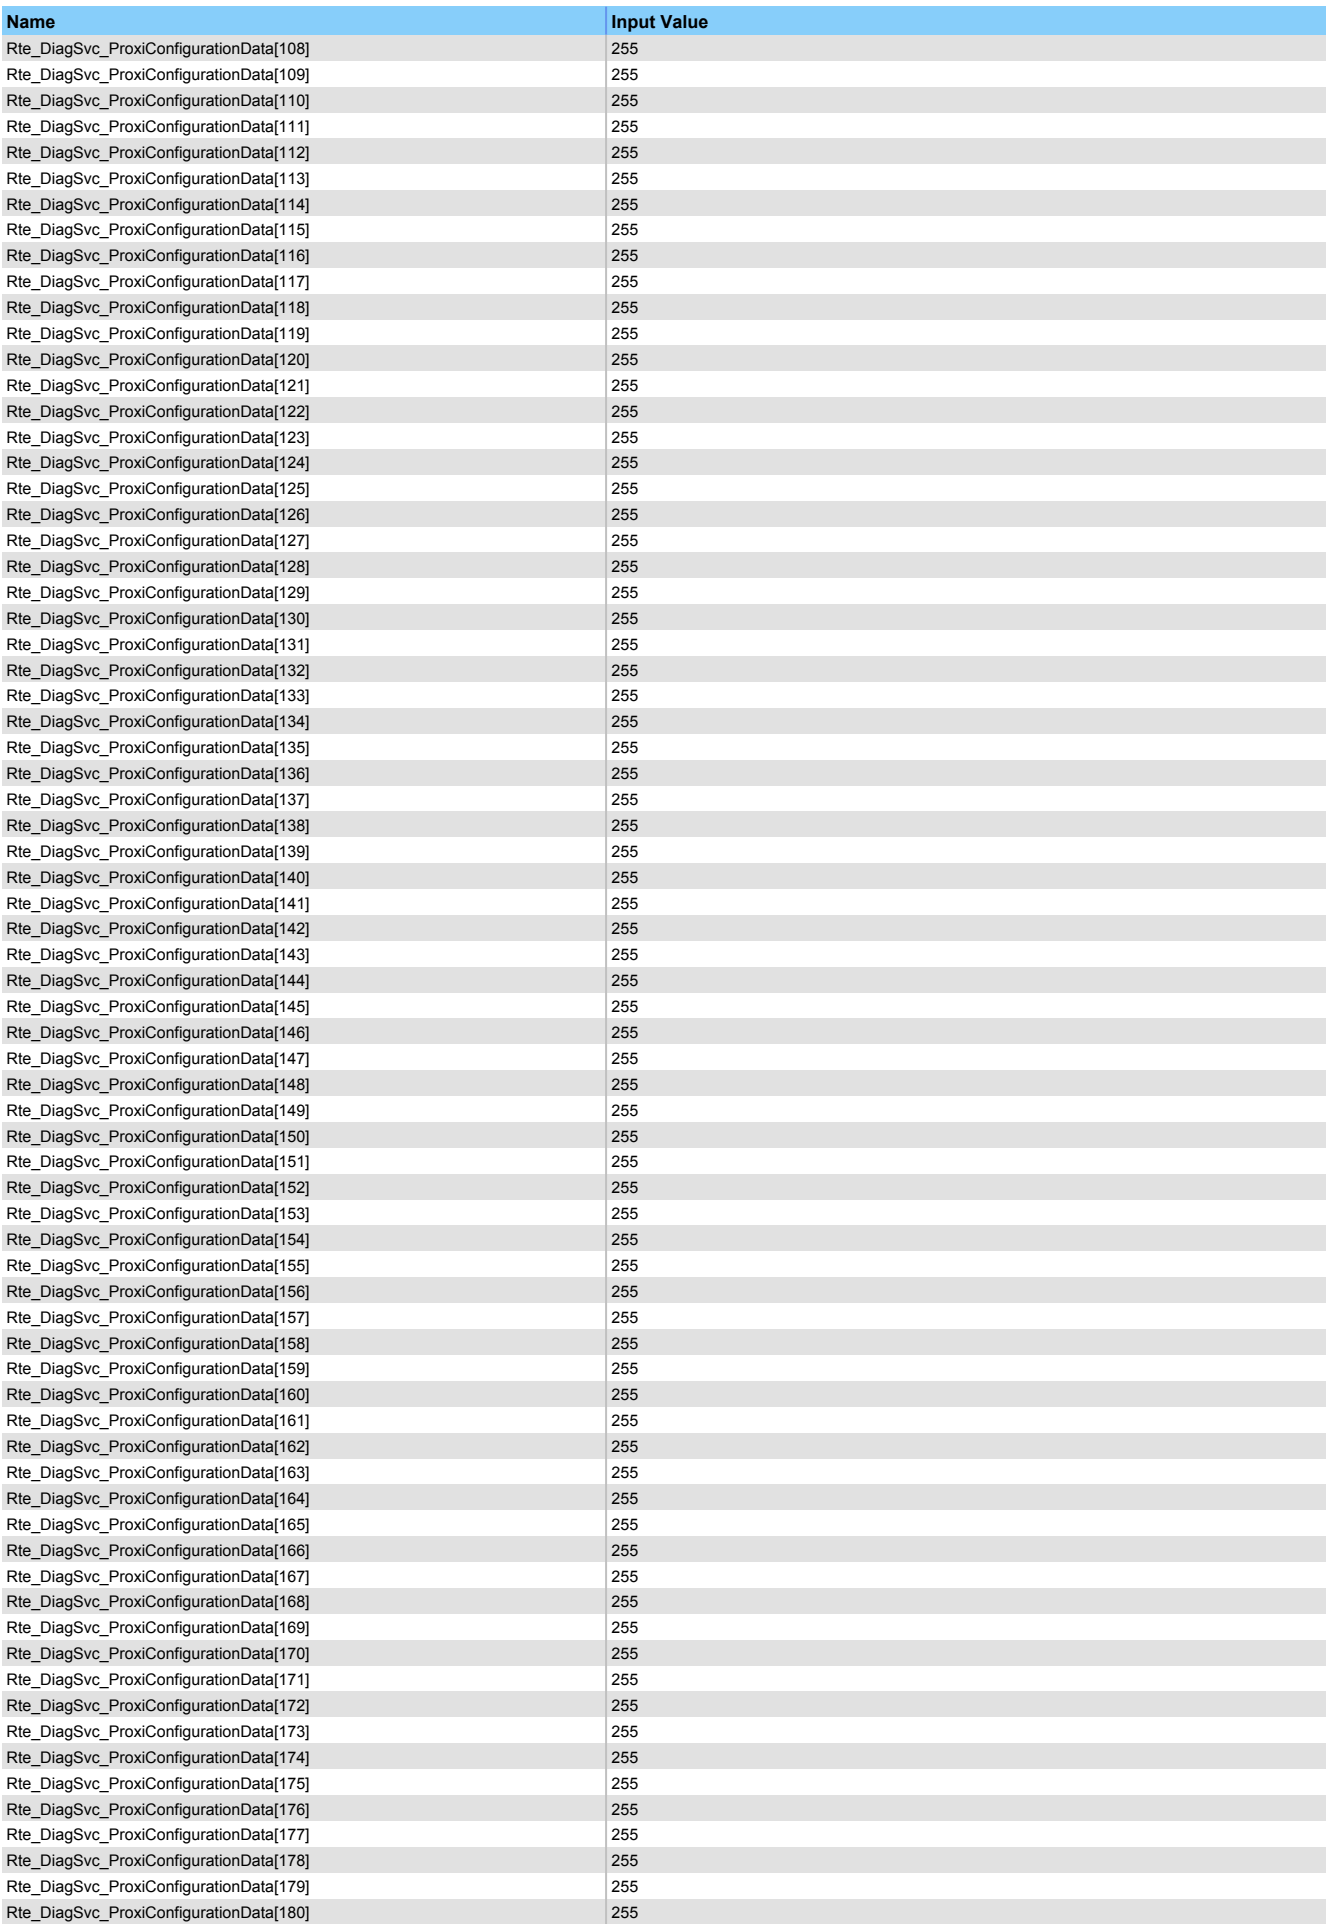 Name Input Value
Rte_DiagSvc_ProxiConfigurationData[108] 255
Rte_DiagSvc_ProxiConfigurationData[109] 255
Rte_DiagSvc_ProxiConfigurationData[110] 255
Rte_DiagSvc_ProxiConfigurationData[111] 255
Rte_DiagSvc_ProxiConfigurationData[112] 255
Rte_DiagSvc_ProxiConfigurationData[113] 255
Rte_DiagSvc_ProxiConfigurationData[114] 255
Rte_DiagSvc_ProxiConfigurationData[115] 255
Rte_DiagSvc_ProxiConfigurationData[116] 255
Rte_DiagSvc_ProxiConfigurationData[117] 255
Rte_DiagSvc_ProxiConfigurationData[118] 255
Rte_DiagSvc_ProxiConfigurationData[119] 255
Rte_DiagSvc_ProxiConfigurationData[120] 255
Rte_DiagSvc_ProxiConfigurationData[121] 255
Rte_DiagSvc_ProxiConfigurationData[122] 255
Rte_DiagSvc_ProxiConfigurationData[123] 255
Rte_DiagSvc_ProxiConfigurationData[124] 255
Rte_DiagSvc_ProxiConfigurationData[125] 255
Rte_DiagSvc_ProxiConfigurationData[126] 255
Rte_DiagSvc_ProxiConfigurationData[127] 255
Rte_DiagSvc_ProxiConfigurationData[128] 255
Rte_DiagSvc_ProxiConfigurationData[129] 255
Rte_DiagSvc_ProxiConfigurationData[130] 255
Rte_DiagSvc_ProxiConfigurationData[131] 255
Rte_DiagSvc_ProxiConfigurationData[132] 255
Rte_DiagSvc_ProxiConfigurationData[133] 255
Rte_DiagSvc_ProxiConfigurationData[134] 255
Rte_DiagSvc_ProxiConfigurationData[135] 255
Rte_DiagSvc_ProxiConfigurationData[136] 255
Rte_DiagSvc_ProxiConfigurationData[137] 255
Rte_DiagSvc_ProxiConfigurationData[138] 255
Rte_DiagSvc_ProxiConfigurationData[139] 255
Rte_DiagSvc_ProxiConfigurationData[140] 255
Rte_DiagSvc_ProxiConfigurationData[141] 255
Rte_DiagSvc_ProxiConfigurationData[142] 255
Rte_DiagSvc_ProxiConfigurationData[143] 255
Rte_DiagSvc_ProxiConfigurationData[144] 255
Rte_DiagSvc_ProxiConfigurationData[145] 255
Rte_DiagSvc_ProxiConfigurationData[146] 255
Rte_DiagSvc_ProxiConfigurationData[147] 255
Rte_DiagSvc_ProxiConfigurationData[148] 255
Rte_DiagSvc_ProxiConfigurationData[149] 255
Rte_DiagSvc_ProxiConfigurationData[150] 255
Rte_DiagSvc_ProxiConfigurationData[151] 255
Rte_DiagSvc_ProxiConfigurationData[152] 255
Rte_DiagSvc_ProxiConfigurationData[153] 255
Rte_DiagSvc_ProxiConfigurationData[154] 255
Rte_DiagSvc_ProxiConfigurationData[155] 255
Rte_DiagSvc_ProxiConfigurationData[156] 255
Rte_DiagSvc_ProxiConfigurationData[157] 255
Rte_DiagSvc_ProxiConfigurationData[158] 255
Rte_DiagSvc_ProxiConfigurationData[159] 255
Rte_DiagSvc_ProxiConfigurationData[160] 255
Rte_DiagSvc_ProxiConfigurationData[161] 255
Rte_DiagSvc_ProxiConfigurationData[162] 255
Rte_DiagSvc_ProxiConfigurationData[163] 255
Rte_DiagSvc_ProxiConfigurationData[164] 255
Rte_DiagSvc_ProxiConfigurationData[165] 255
Rte_DiagSvc_ProxiConfigurationData[166] 255
Rte_DiagSvc_ProxiConfigurationData[167] 255
Rte_DiagSvc_ProxiConfigurationData[168] 255
Rte_DiagSvc_ProxiConfigurationData[169] 255
Rte_DiagSvc_ProxiConfigurationData[170] 255
Rte_DiagSvc_ProxiConfigurationData[171] 255
Rte_DiagSvc_ProxiConfigurationData[172] 255
Rte_DiagSvc_ProxiConfigurationData[173] 255
Rte_DiagSvc_ProxiConfigurationData[174] 255
Rte_DiagSvc_ProxiConfigurationData[175] 255
Rte_DiagSvc_ProxiConfigurationData[176] 255
Rte_DiagSvc_ProxiConfigurationData[177] 255
Rte_DiagSvc_ProxiConfigurationData[178] 255
Rte_DiagSvc_ProxiConfigurationData[179] 255
Rte_DiagSvc_ProxiConfigurationData[180] 255